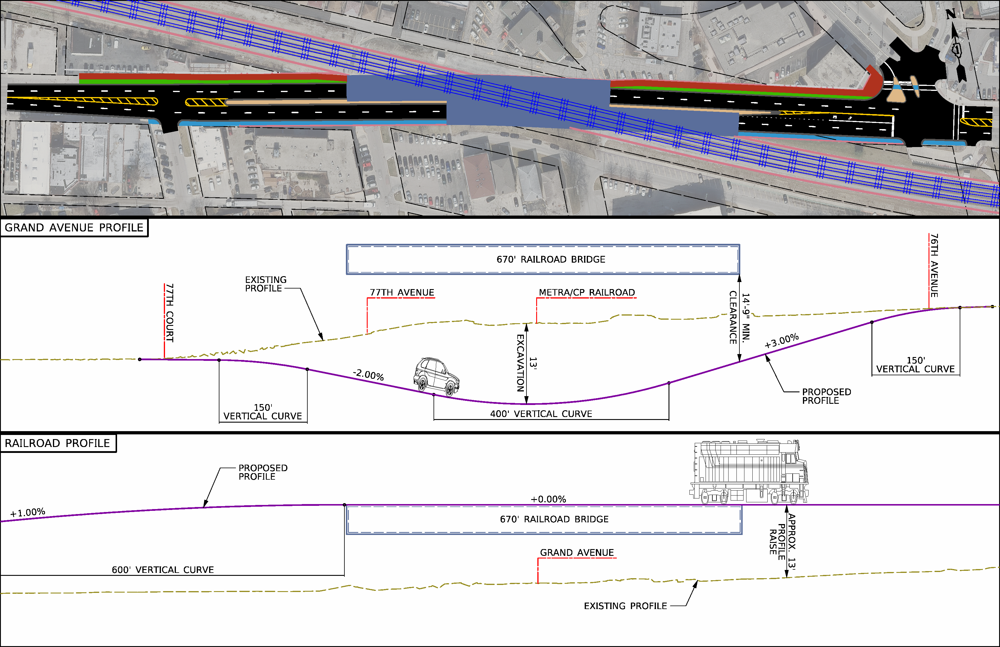 N
GRAND AVENUE PROFILE
670' RAILROAD BRIDGE
76TH AVENUE
EXISTING
PROFILE
77TH COURT
77TH AVENUE
METRA/CP RAILROAD
14'-9" MIN.
CLEARANCE
13'
EXCAVATION
-2.00%
+3.00%
150'
VERTICAL CURVE
PROPOSED
PROFILE
150'
VERTICAL CURVE
400' VERTICAL CURVE
RAILROAD PROFILE
PROPOSED
PROFILE
+1.00%
+0.00%
670' RAILROAD BRIDGE
APPROX. 13'
PROFILE
RAISE
GRAND AVENUE
600' VERTICAL CURVE
EXISTING PROFILE